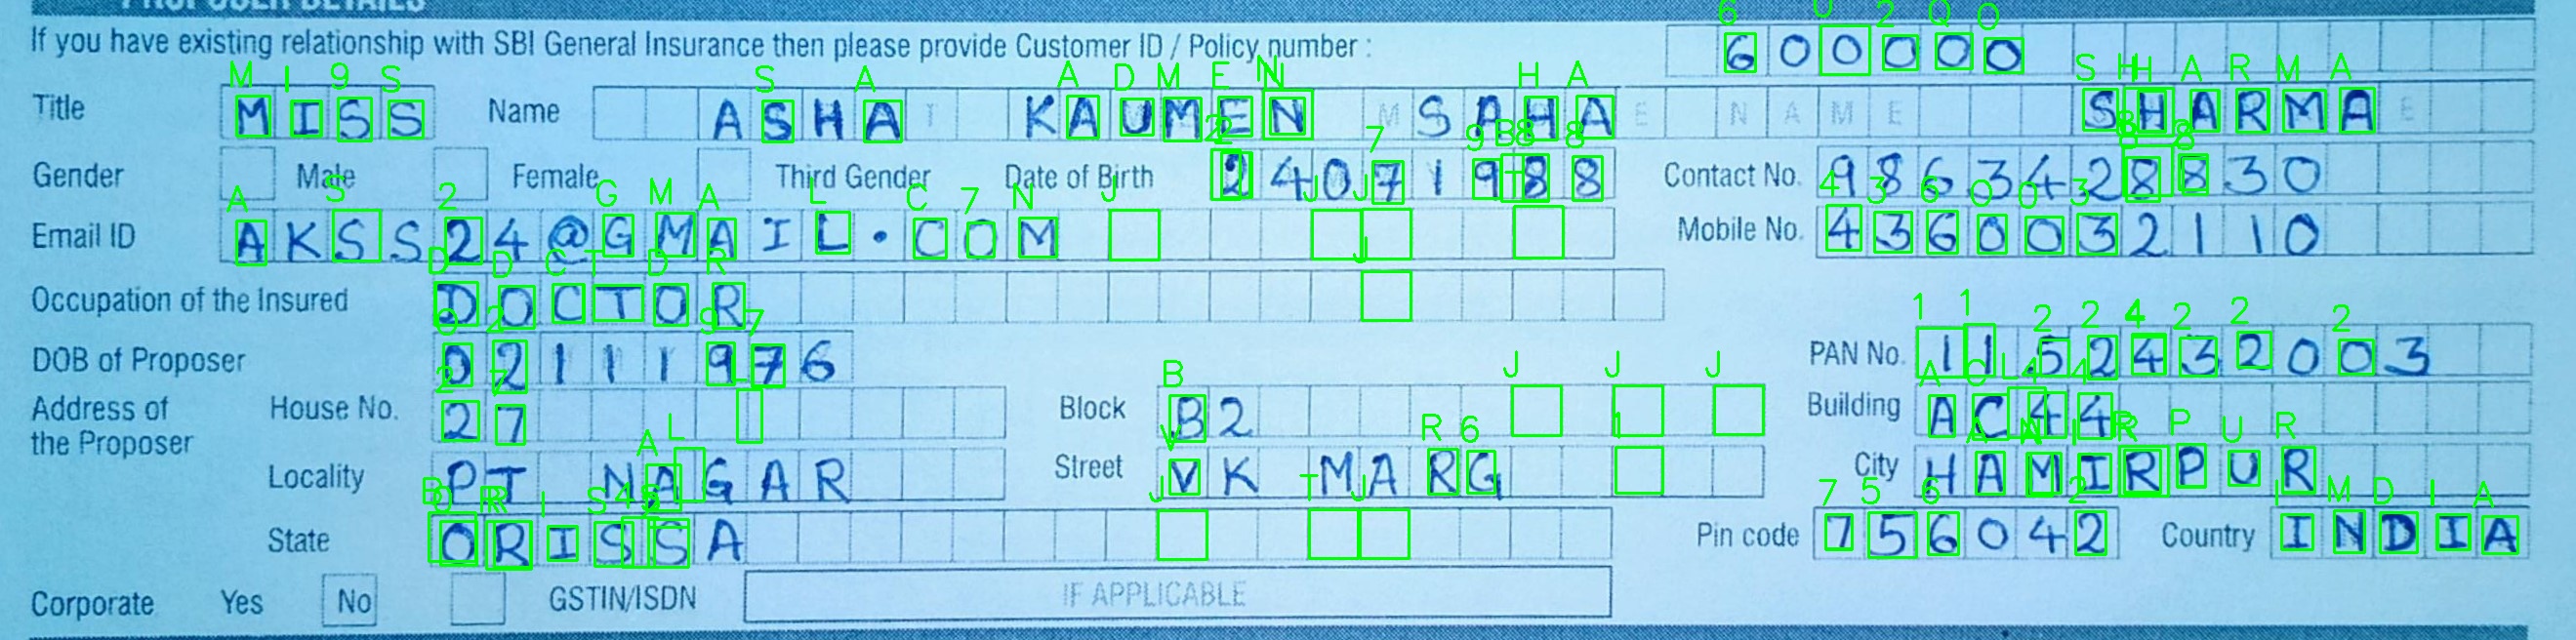 PROPOSER DETAILS
If you have existing relationship with SBI General Insurance then please provide Customer ID / Policy number : 600000
Title MISS Name ASHA KAUMEN SAHA SHARMA
Gender Male Female Third Gender Date of Birth 24071988 Contact No. 9863428830
Email ID AKSS24@GMAIL.COM Mobile No. 4360032110
Occupation of the Insured DOCTOR
DOB of Proposer 02111976 PAN No. 1152432003
Address of the Proposer House No. 27 Block B2 Building AC44
Locality PT NAGAR Street VK MARG City HAMIRPUR
State ORISSA Pin code 756042 Country INDIA
Corporate Yes No GSTIN/ISDN IF APPLICABLE